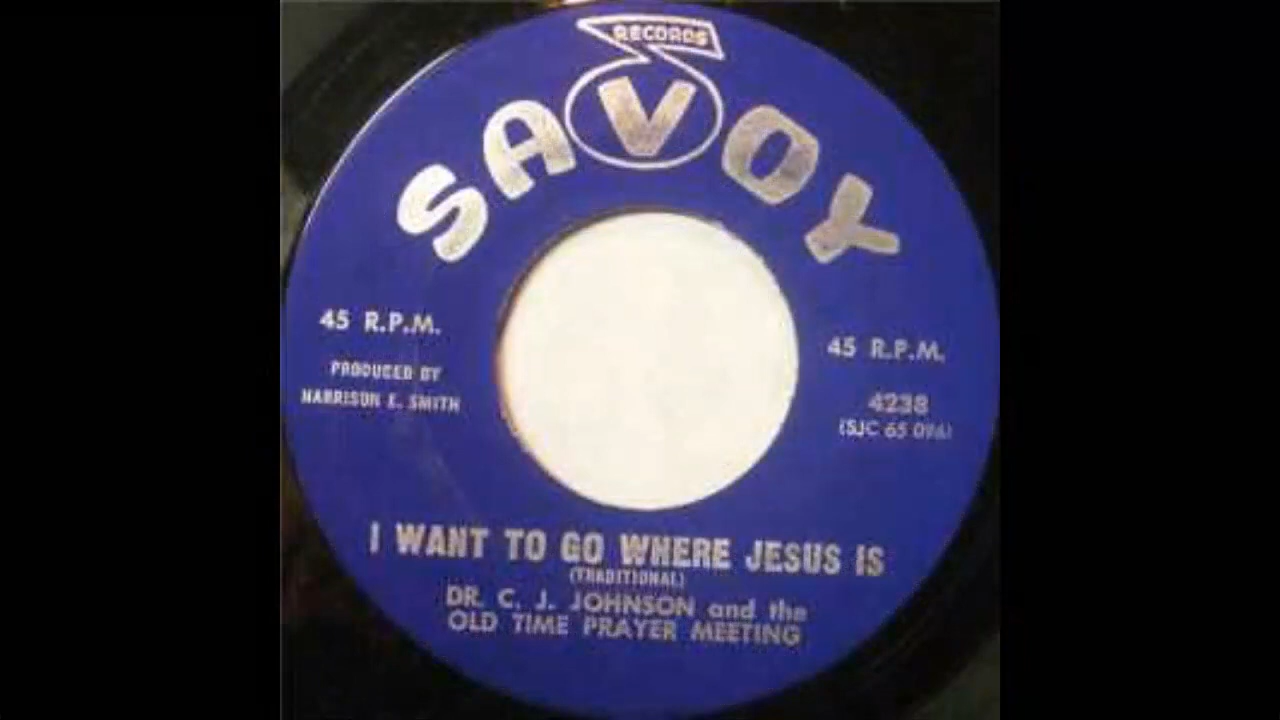 RECORDS
SAVOY
45 R.P.M.
PRODUCED BY
HARRISON E. SMITH
45 R.P.M.
4238
(SJC 65 096)
I WANT TO GO WHERE JESUS IS
(TRADITIONAL)
DR. C. J. JOHNSON and the
OLD TIME PRAYER MEETING